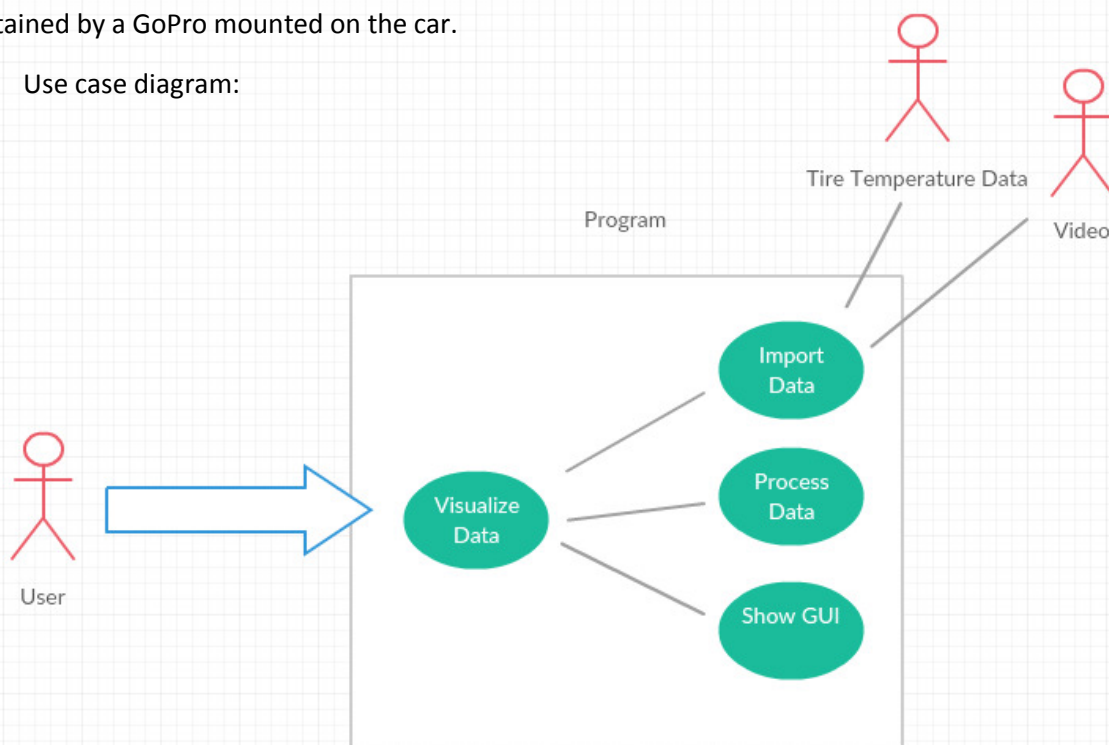 tained by a GoPro mounted on the car.
Use case diagram:
Tire Temperature Data
Video
Program
Import
Data
Process
Data
Visualize
Data
Show GUI
User